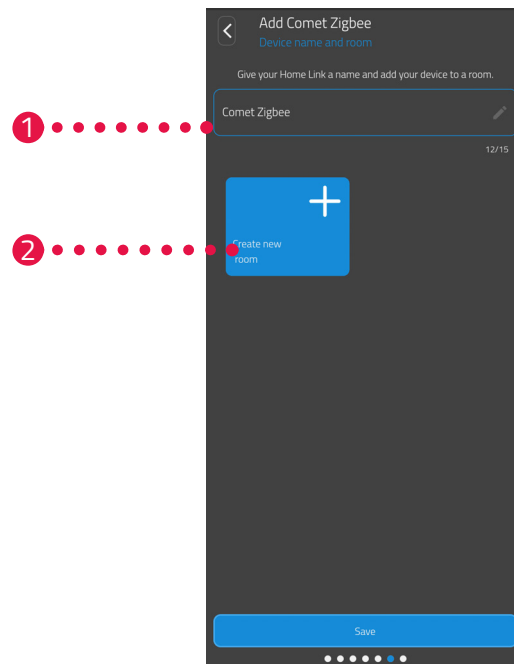 Add Comet Zigbee
Device name and room
Give your Home Link a name and add your device to a room.
1
Comet Zigbee
12/15
2
Create new
room
Save